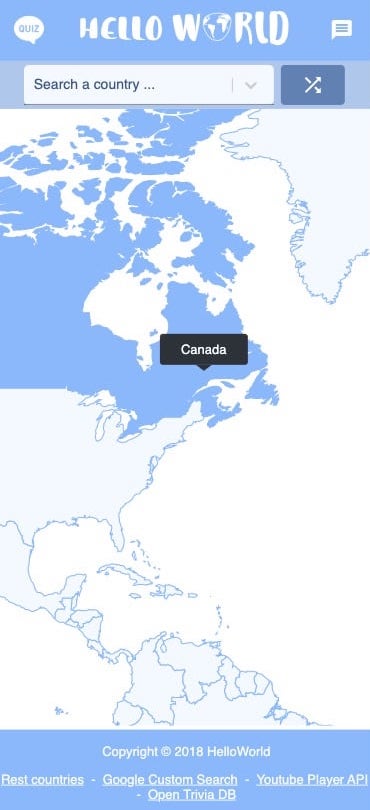 QUIZ
HELLO WORLD
Search a country ...
Canada
Copyright © 2018 HelloWorld
Rest countries - Google Custom Search - Youtube Player API
- Open Trivia DB